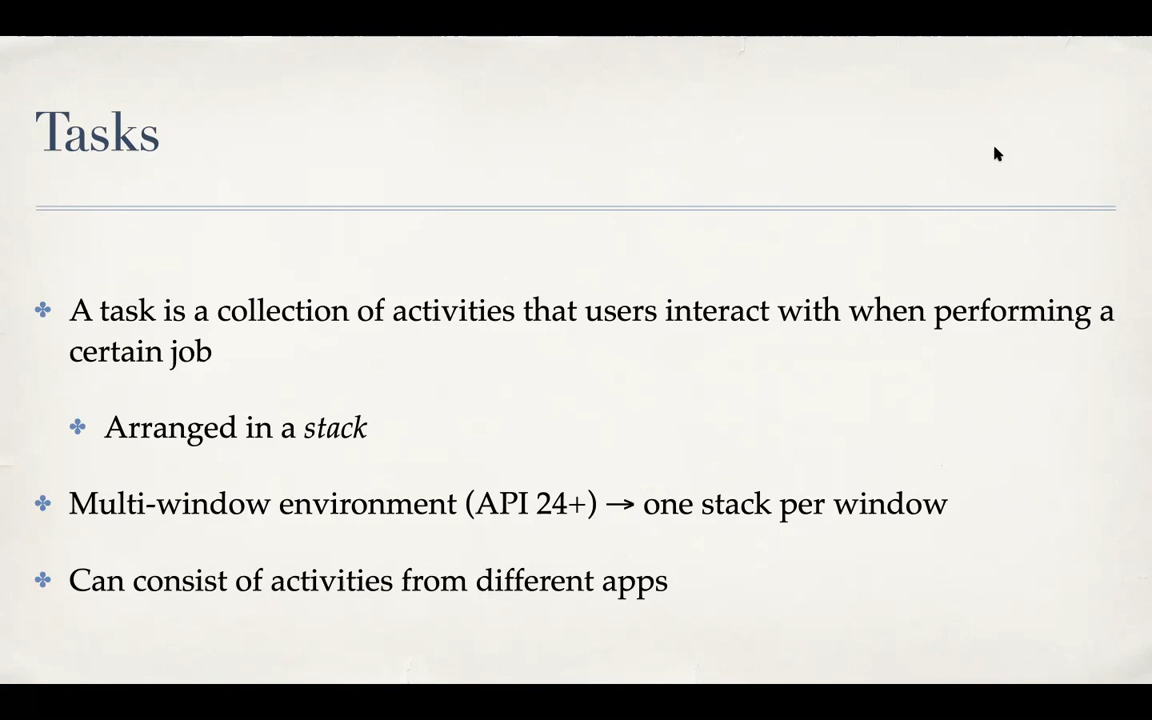 Tasks
A task is a collection of activities that users interact with when performing a
certain job
Arranged in a stack
Multi-window environment (API 24+) → one stack per window
Can consist of activities from different apps